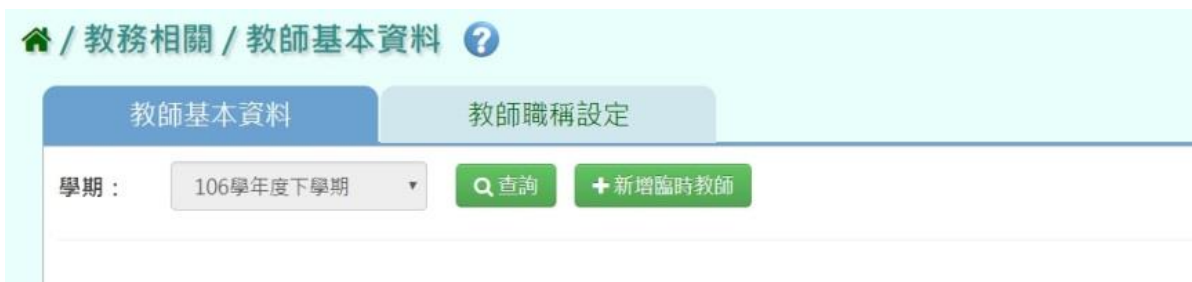 / 教務相關 / 教師基本資料 ?
教師基本資料 教師職稱設定
學期： 106學年度下學期 查詢 +新增臨時教師